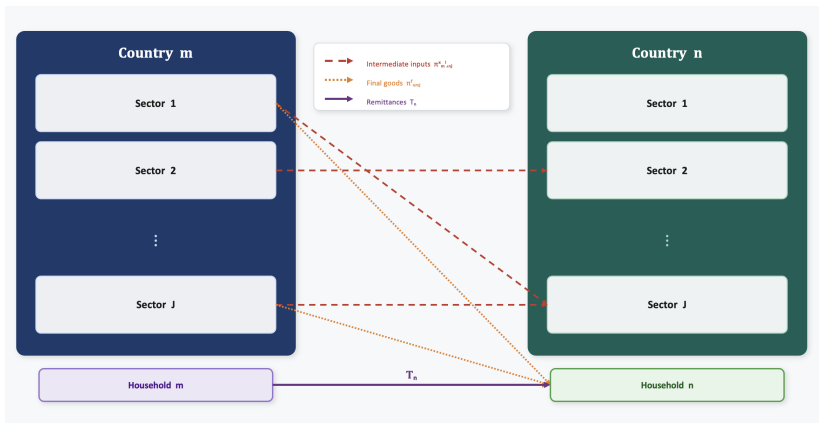 Country m
Sector 1
Sector 2
⋮
Sector J
Household m
Intermediate inputs
Final goods
Remittances Tₙ
Tₙ
Country n
Sector 1
Sector 2
⋮
Sector J
Household n